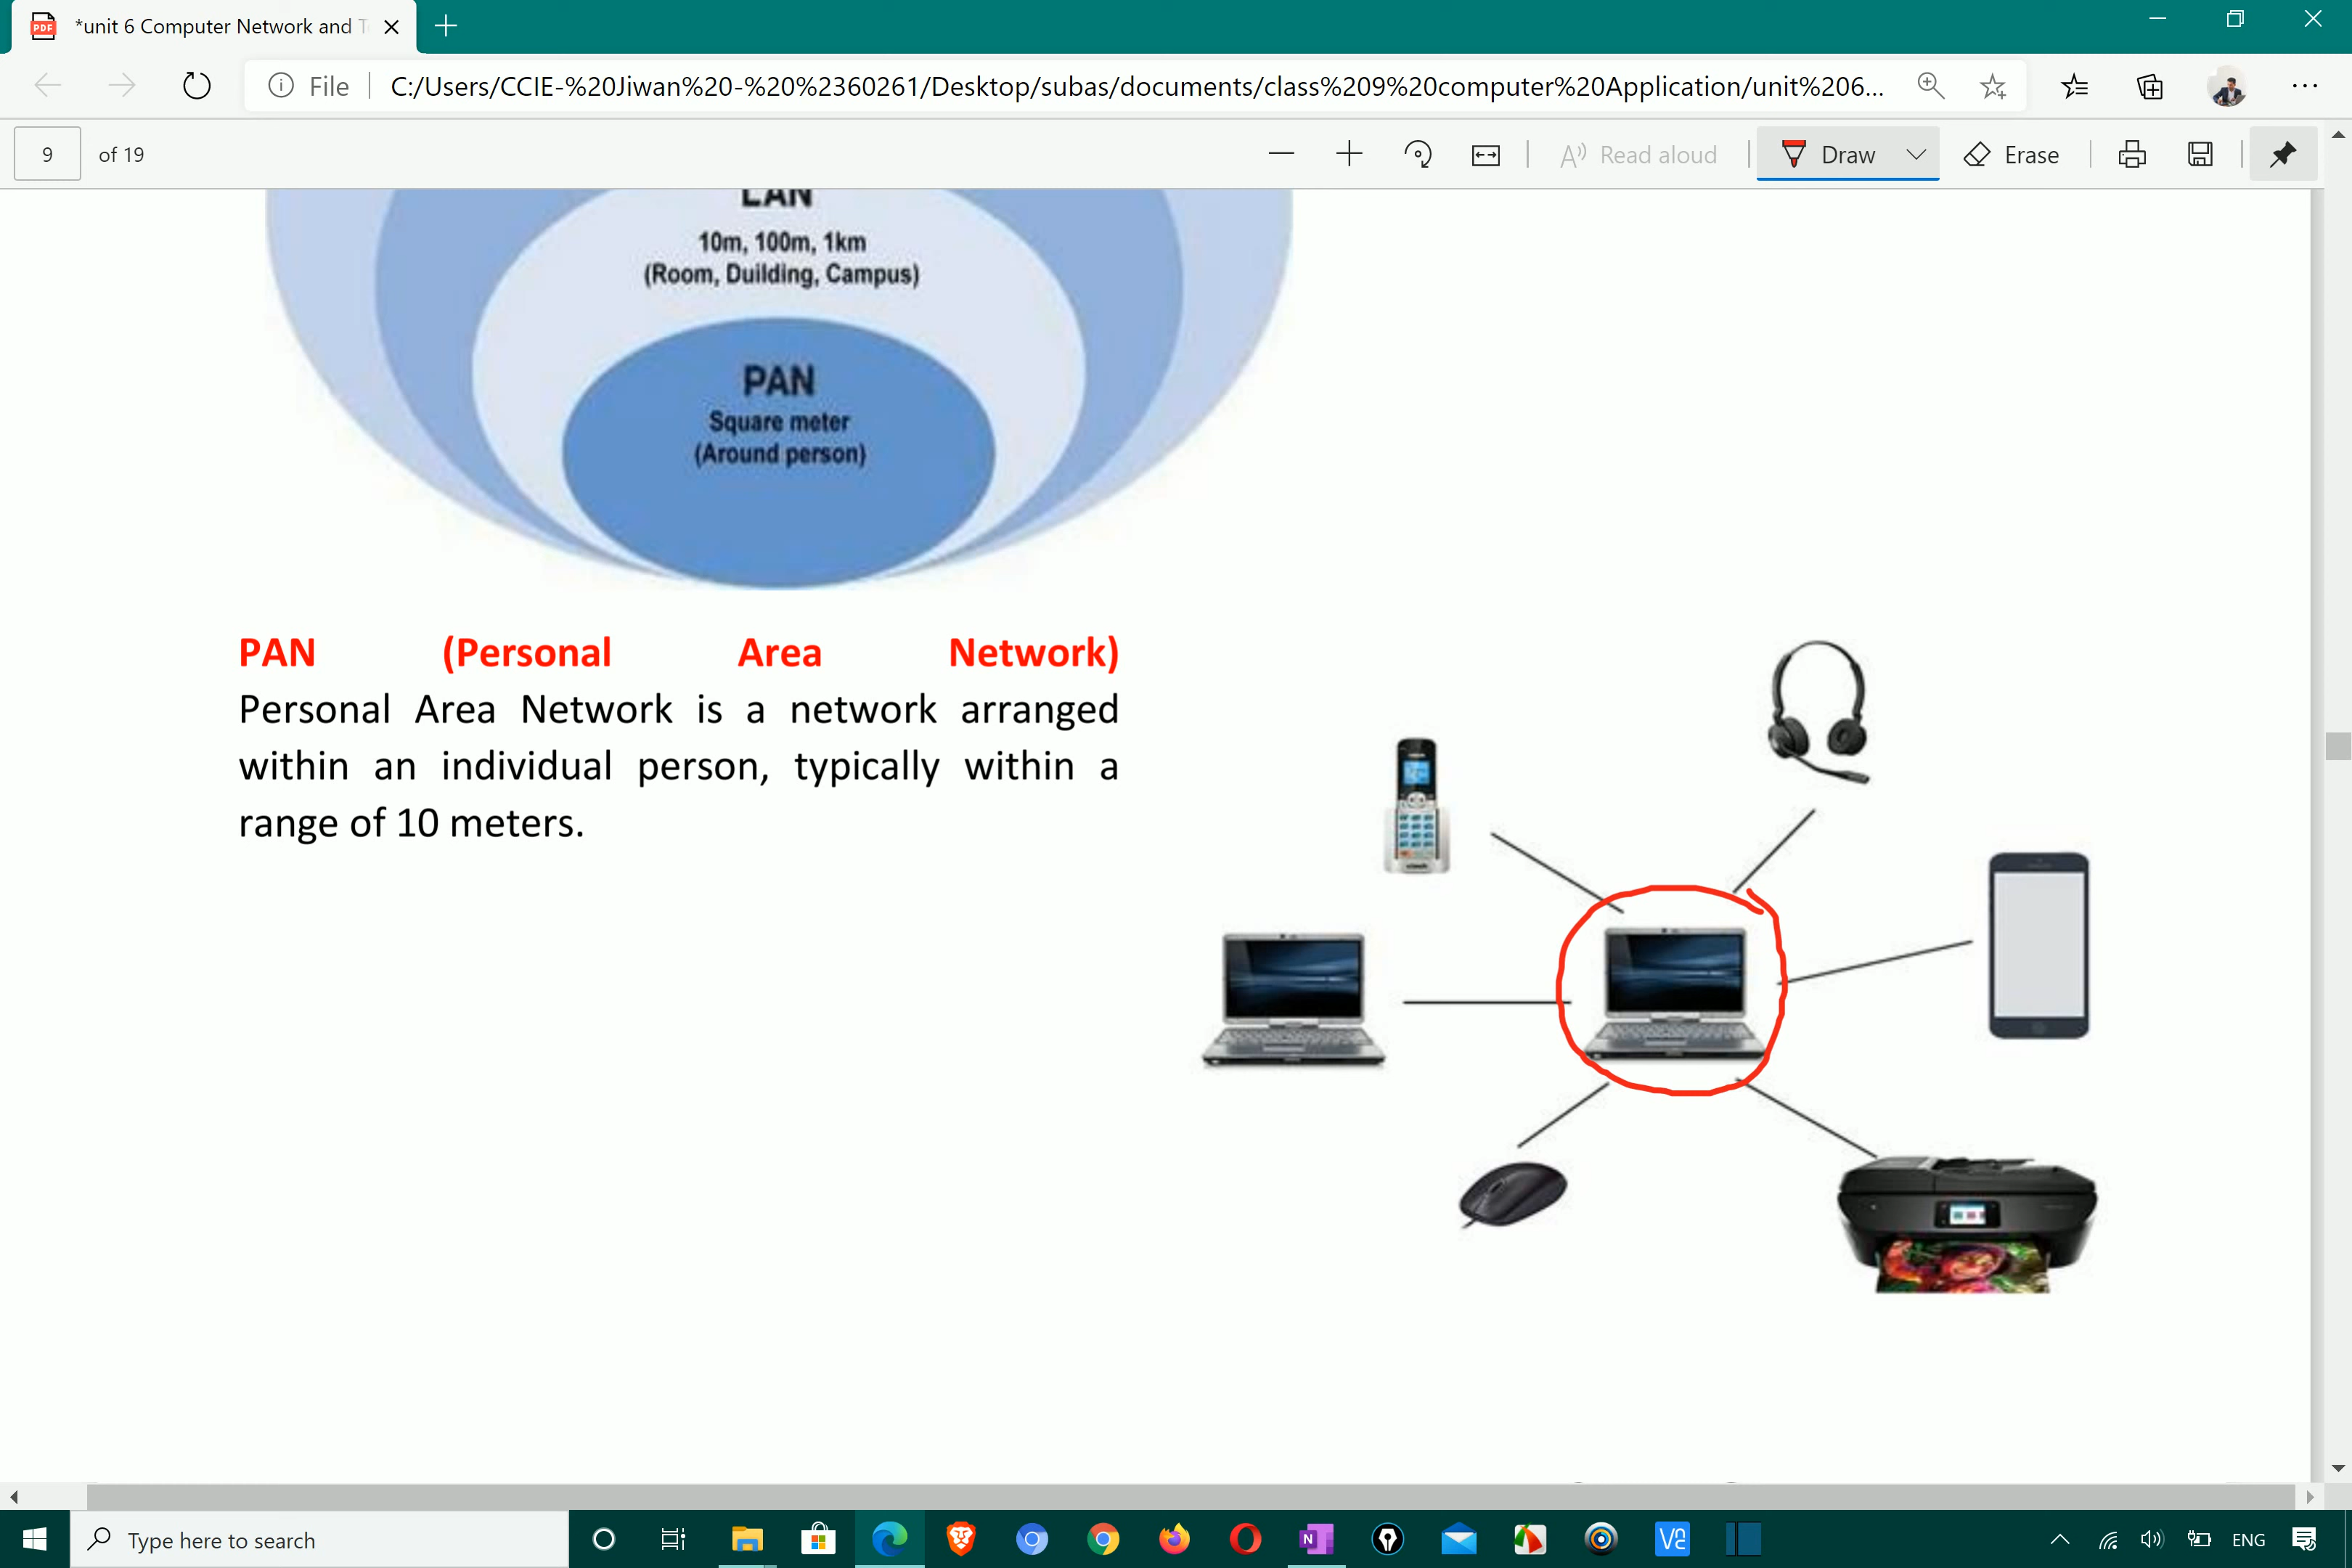 *unit 6 Computer Network and T
File
C:/Users/CCIE-%20Jiwan%20-%20%2360261/Desktop/subas/documents/class%209%20computer%20Application/unit%206...
9 of 19
Read aloud
Draw
Erase
LAN
10m, 100m, 1km
(Room, Duilding, Campus)
PAN
Square meter
(Around person)
PAN (Personal Area Network)
Personal Area Network is a network arranged
within an individual person, typically within a
range of 10 meters.
Type here to search
ENG